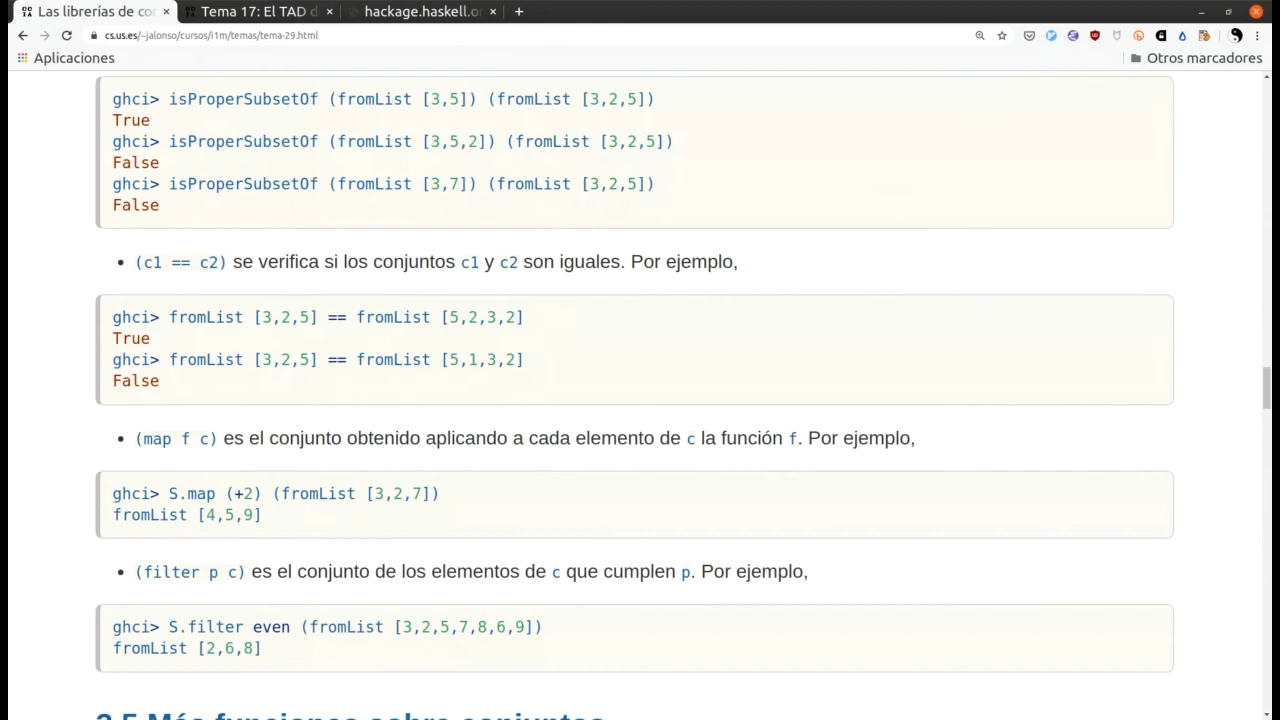 Las librerías de co
Tema 17: El TAD d
hackage.haskell.or
cs.us.es/~jalonso/cursos/i1m/temas/tema-29.html
Aplicaciones
Otros marcadores
ghci> isProperSubsetOf (fromList [3,5]) (fromList [3,2,5])
True
ghci> isProperSubsetOf (fromList [3,5,2]) (fromList [3,2,5])
False
ghci> isProperSubsetOf (fromList [3,7]) (fromList [3,2,5])
False
• (c1 == c2) se verifica si los conjuntos c1 y c2 son iguales. Por ejemplo,
ghci> fromList [3,2,5] == fromList [5,2,3,2]
True
ghci> fromList [3,2,5] == fromList [5,1,3,2]
False
• (map f c) es el conjunto obtenido aplicando a cada elemento de c la función f. Por ejemplo,
ghci> S.map (+2) (fromList [3,2,7])
fromList [4,5,9]
• (filter p c) es el conjunto de los elementos de c que cumplen p. Por ejemplo,
ghci> S.filter even (fromList [3,2,5,7,8,6,9])
fromList [2,6,8]
3.5 Más funciones sobre conjuntos